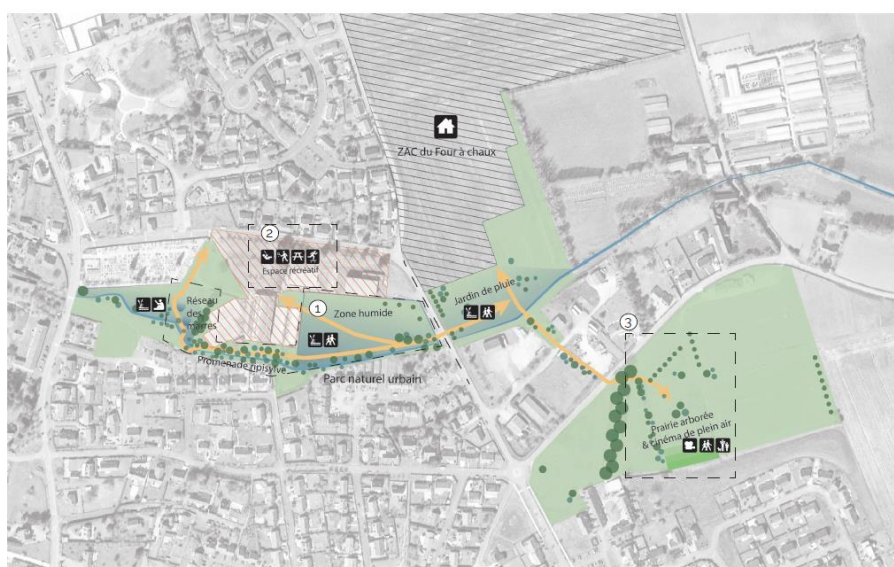 ZAC du Four à chaux
2
Espace récréatif
Réseau
des
marres
1
Zone humide
Jardin de pluie
Promenade ripisylve
Parc naturel urbain
3
Prairie arborée
& cinéma de plein air